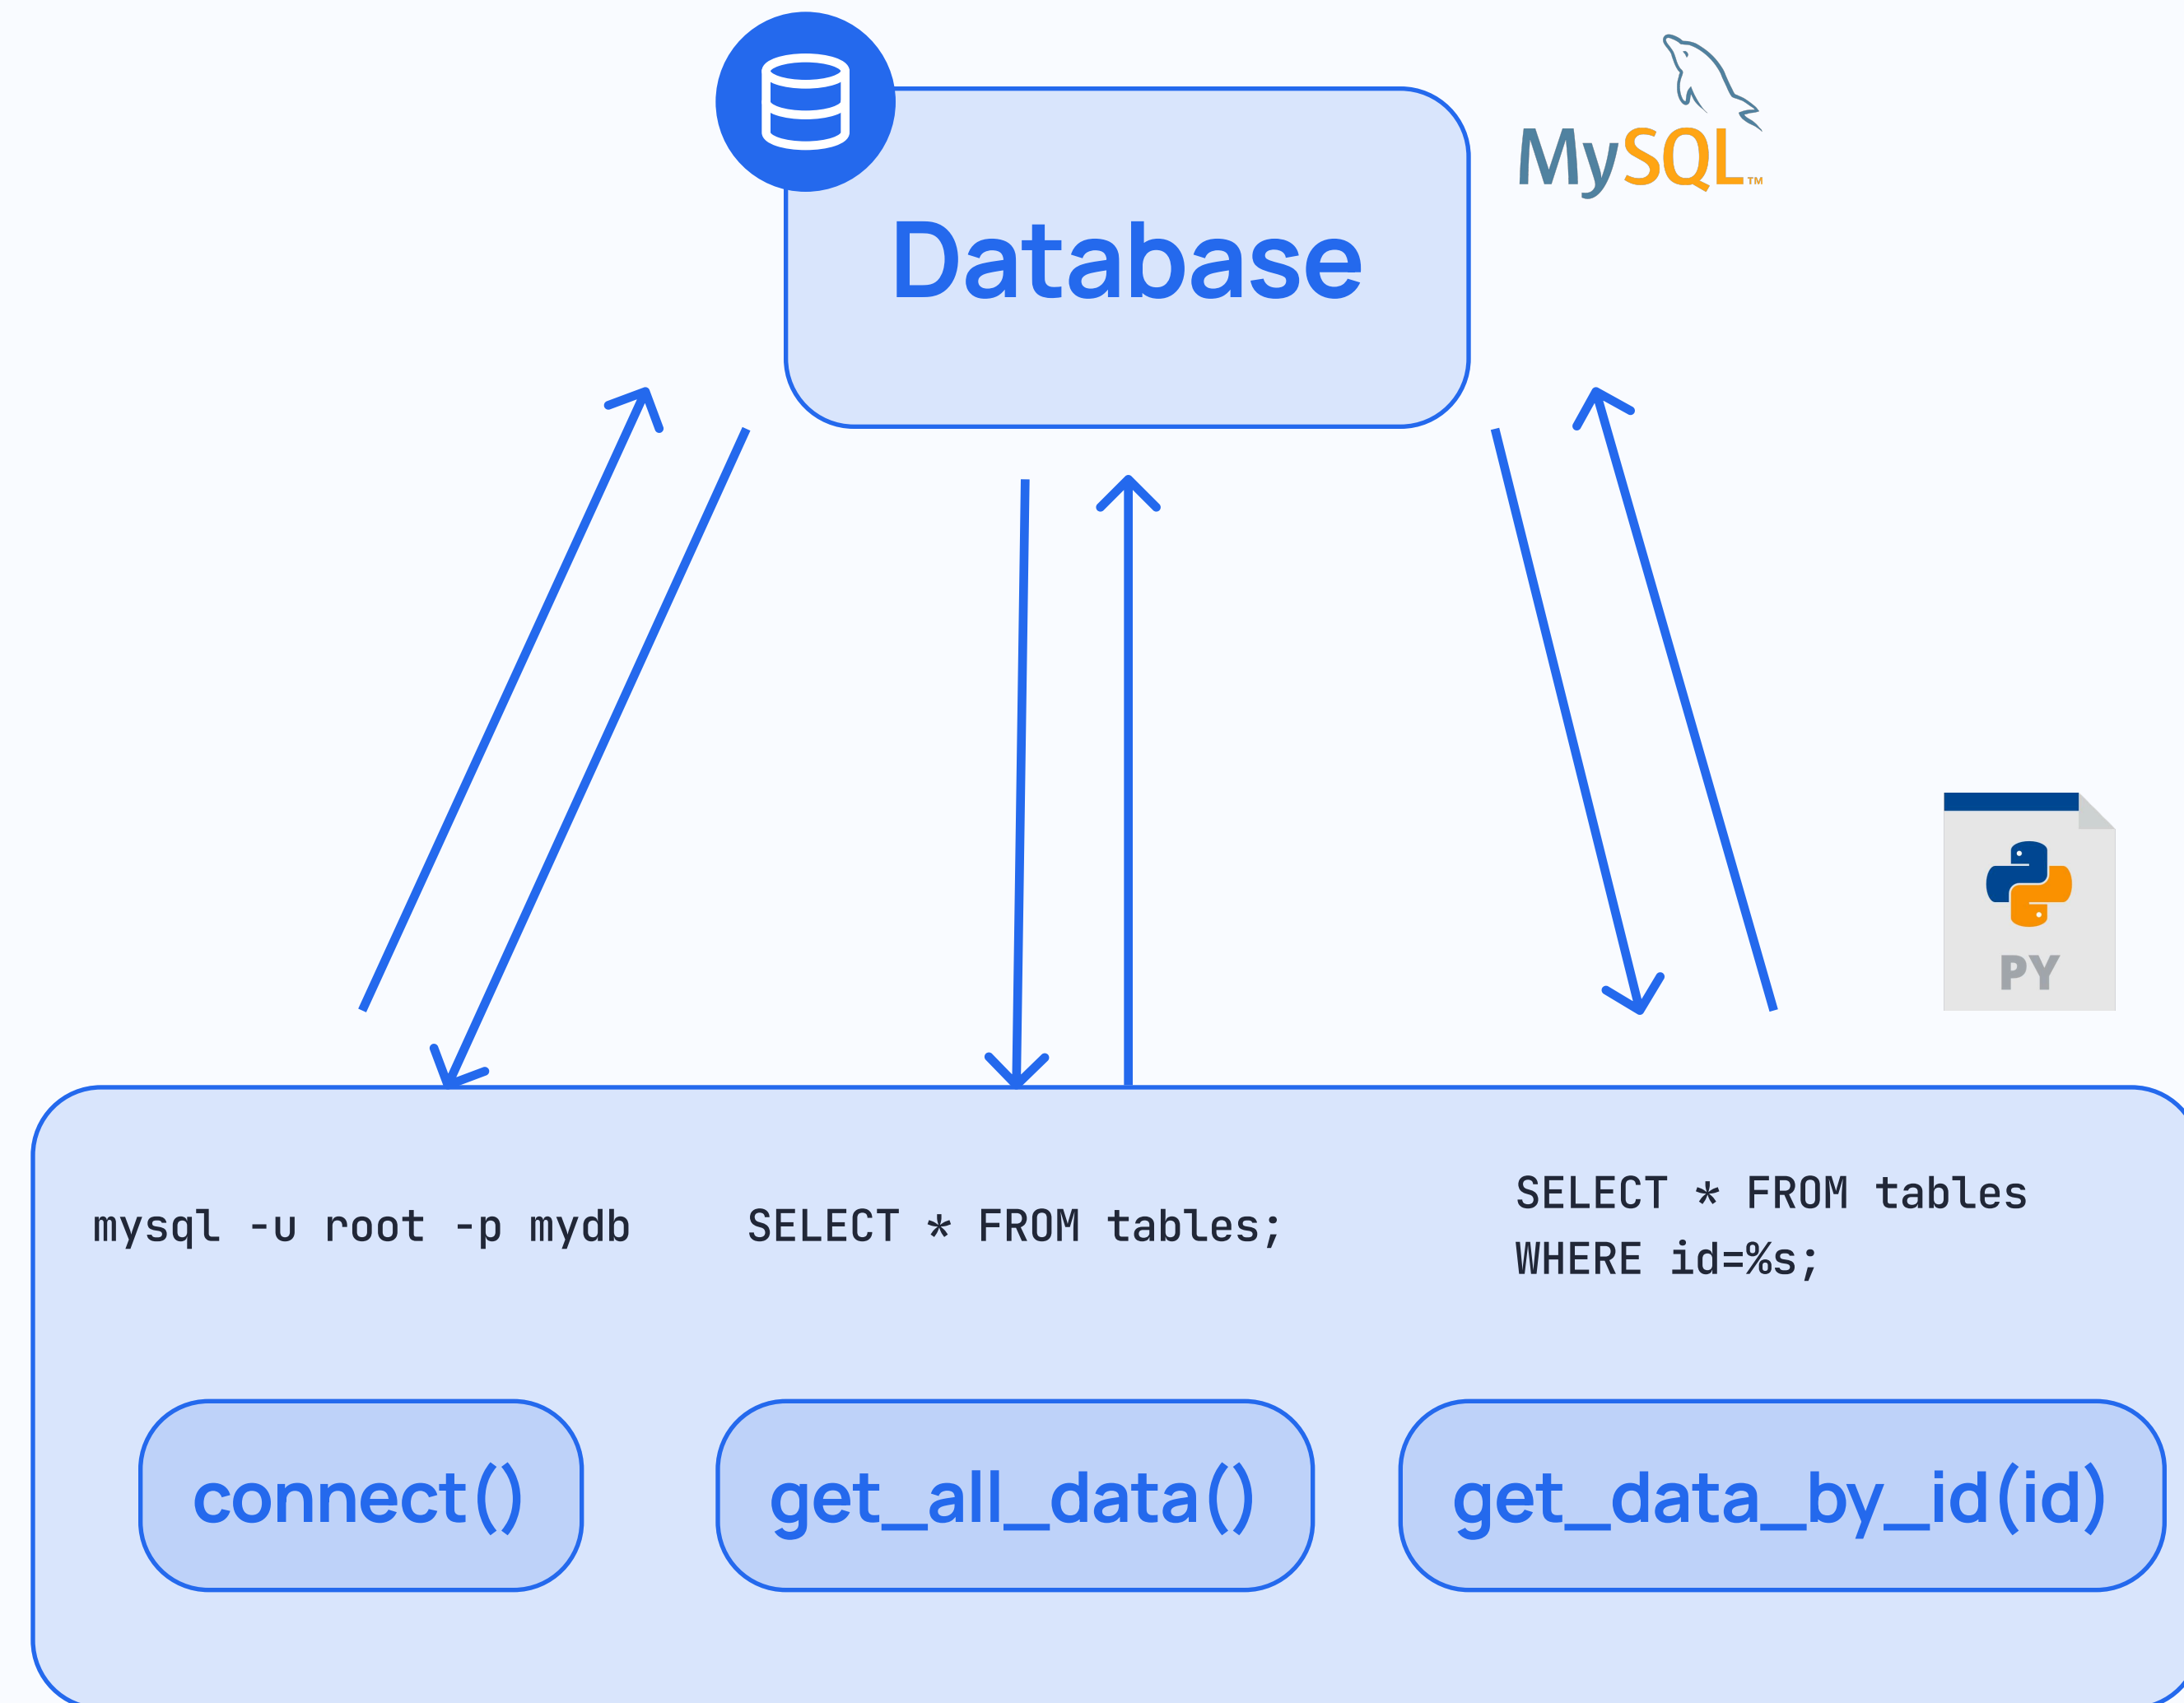 MySQL™
Database
PY
mysql -u root -p mydb
SELECT * FROM tables;
SELECT * FROM tables
WHERE id=%s;
connect()
get_all_data()
get_data_by_id(id)